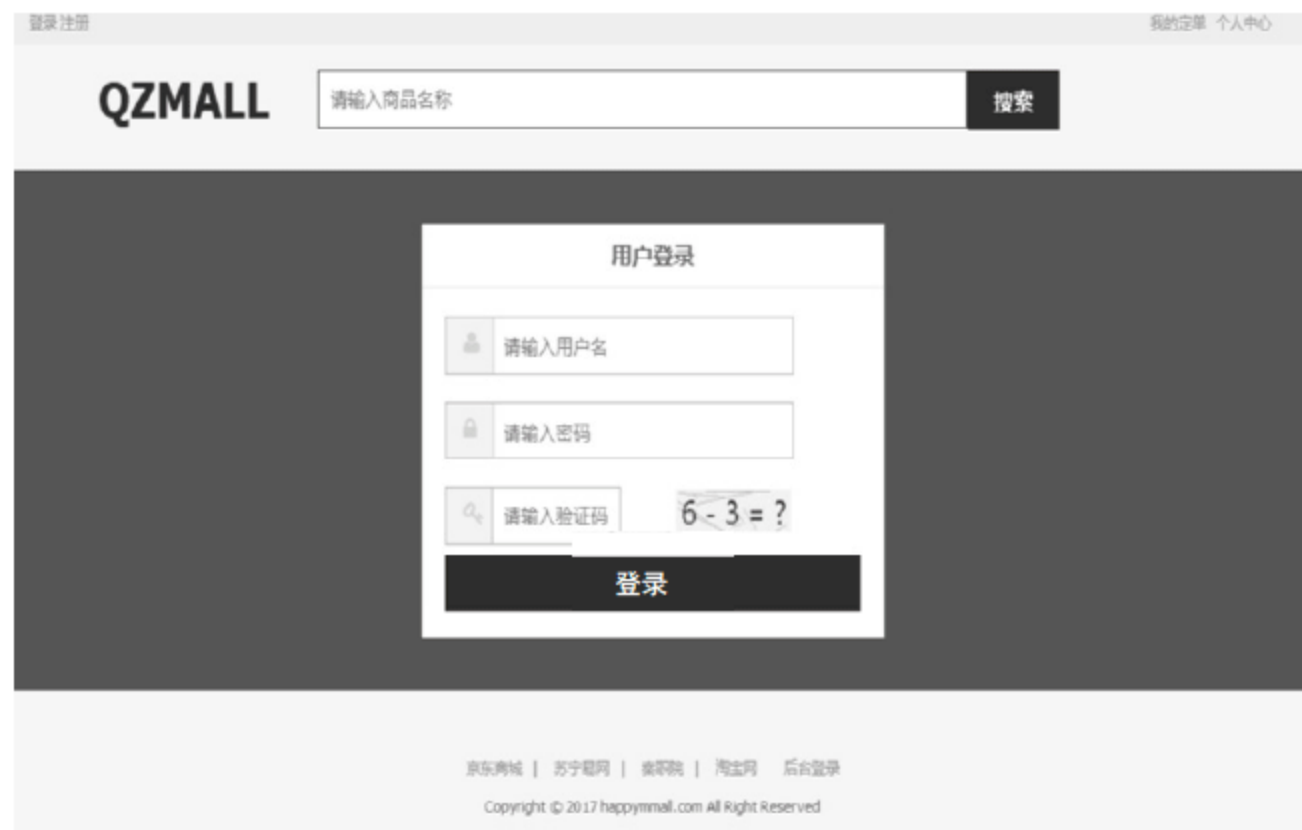 登录 注册
我的定单 个人中心
QZMALL
请输入商品名称
搜索
用户登录
请输入用户名
请输入密码
请输入验证码
6 - 3 = ?
登录
京东商城 | 苏宁易网 | 秦职院 | 淘宝网 后台登录
Copyright © 2017 happymmall.com All Right Reserved